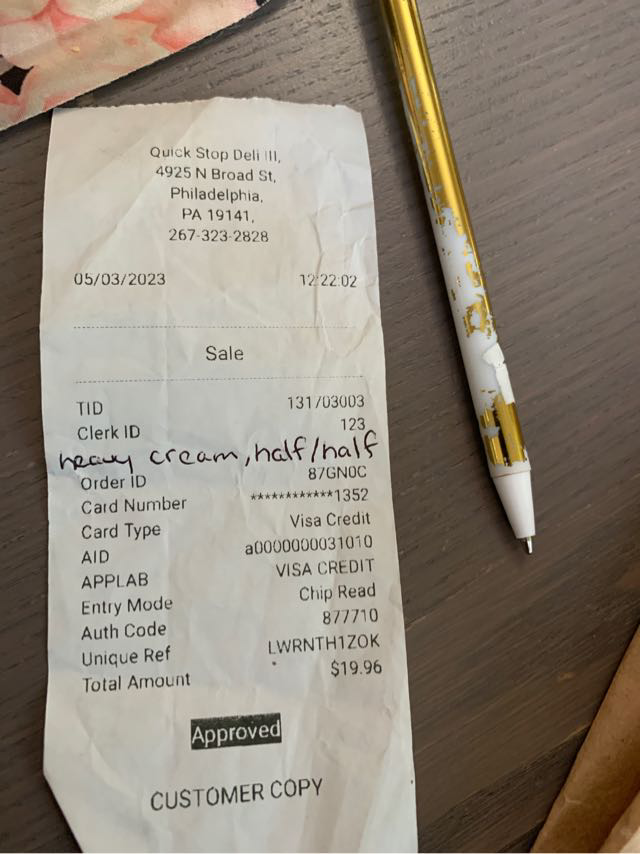 Quick Stop Deli III,
4925 N Broad St,
Philadelphia,
PA 19141,
267-323-2828
05/03/2023 12:22:02
Sale
TID 131703003
Clerk ID 123
heavy cream, half/half
Order ID 87GN0C
Card Number ************1352
Card Type Visa Credit
AID a0000000031010
APPLAB VISA CREDIT
Entry Mode Chip Read
Auth Code 877710
Unique Ref LWRNTH1ZOK
Total Amount $19.96
Approved
CUSTOMER COPY